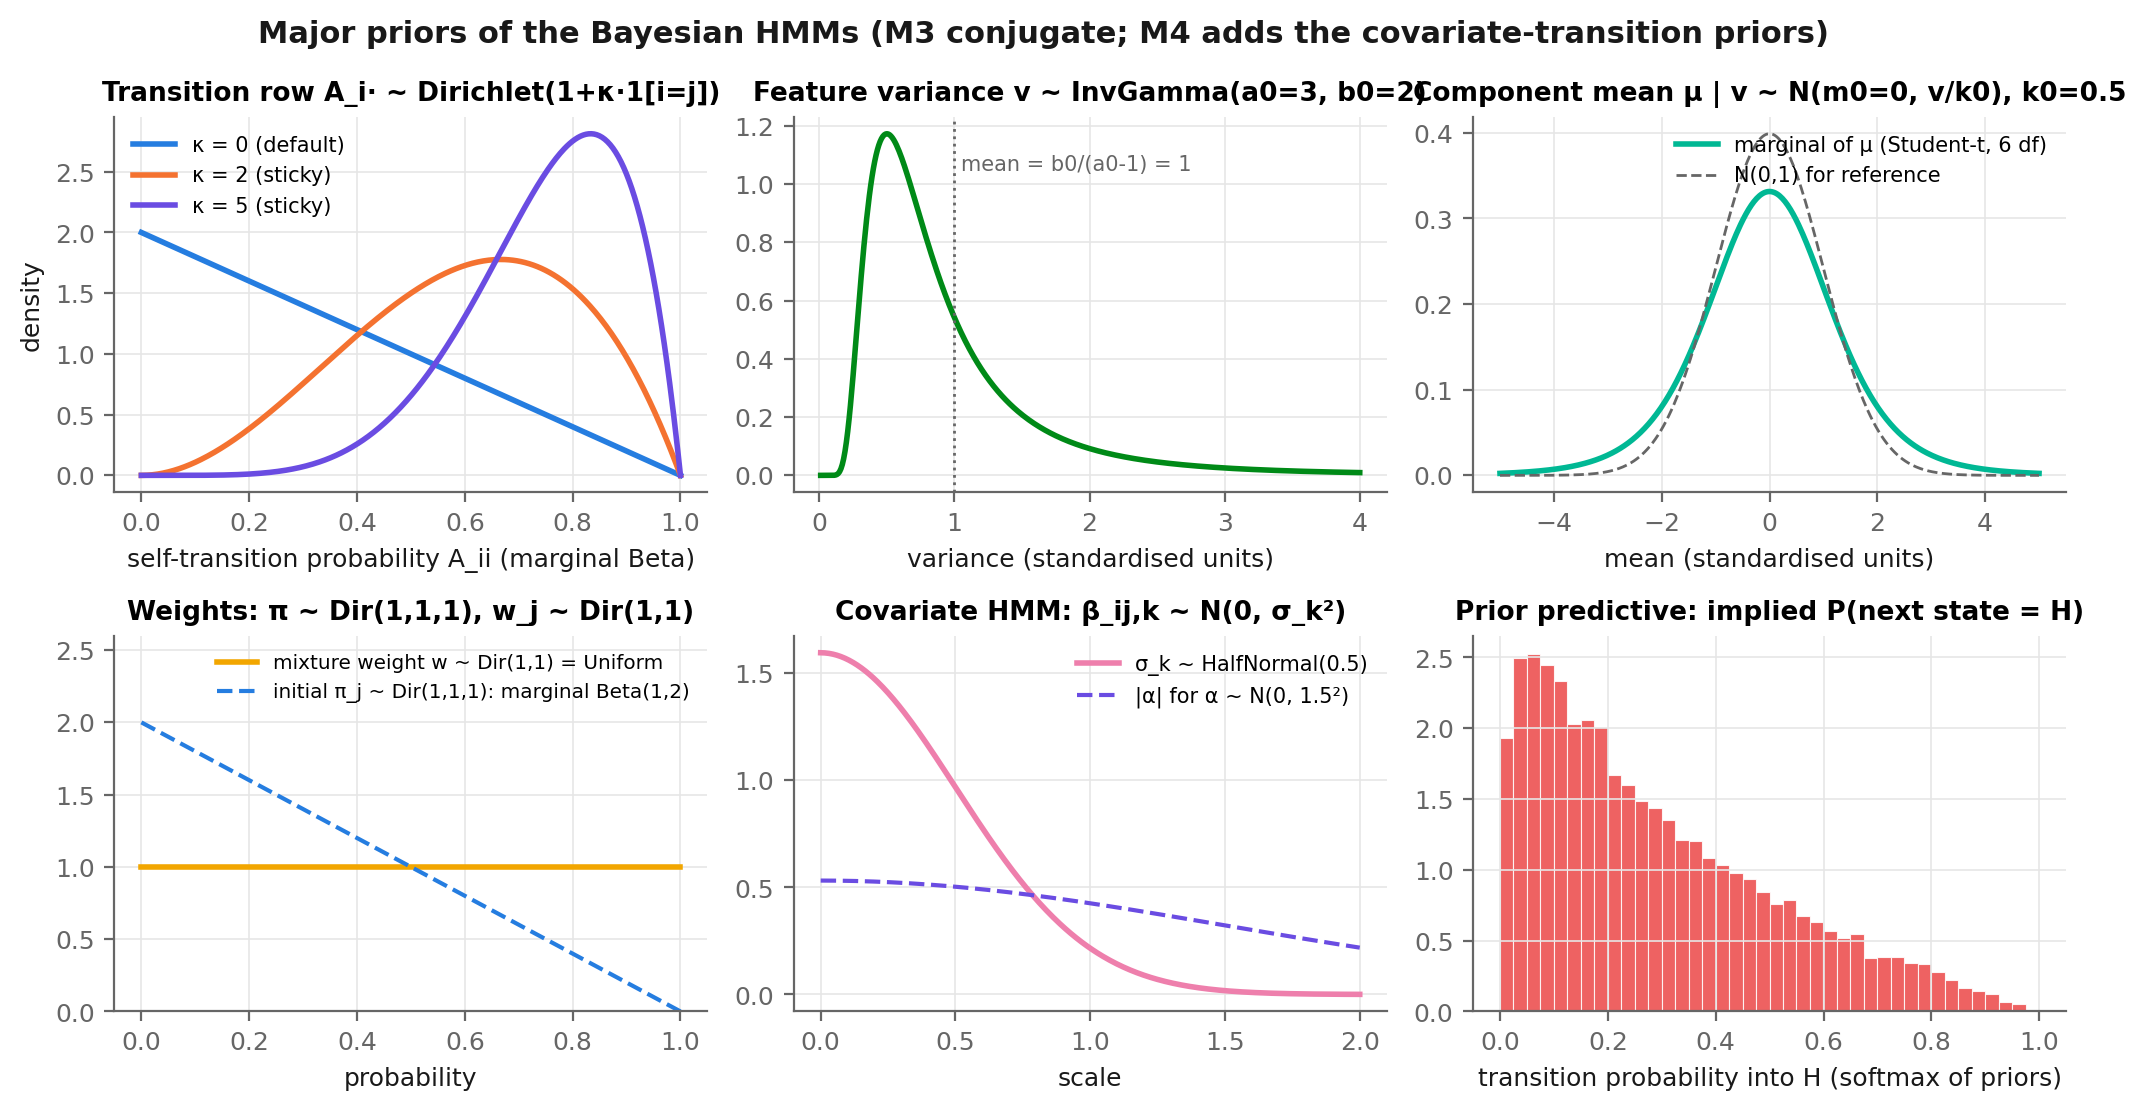 Major priors of the Bayesian HMMs (M3 conjugate; M4 adds the covariate-transition priors)
Transition row A_i· ~ Dirichlet(1+κ·1[i=j])
κ = 0 (default)
κ = 2 (sticky)
κ = 5 (sticky)
density
2.5
2.0
1.5
1.0
0.5
0.0
0.0 0.2 0.4 0.6 0.8 1.0
self-transition probability A_ii (marginal Beta)
Feature variance v ~ InvGamma(a0=3, b0=2)
mean = b0/(a0-1) = 1
1.2
1.0
0.8
0.6
0.4
0.2
0.0
0 1 2 3 4
variance (standardised units)
Component mean μ | v ~ N(m0=0, v/k0), k0=0.5
marginal of μ (Student-t, 6 df)
N(0,1) for reference
0.4
0.3
0.2
0.1
0.0
−4 −2 0 2 4
mean (standardised units)
Weights: π ~ Dir(1,1,1), w_j ~ Dir(1,1)
mixture weight w ~ Dir(1,1) = Uniform
initial π_j ~ Dir(1,1,1): marginal Beta(1,2)
2.5
2.0
1.5
1.0
0.5
0.0
0.0 0.2 0.4 0.6 0.8 1.0
probability
Covariate HMM: β_ij,k ~ N(0, σ_k²)
σ_k ~ HalfNormal(0.5)
|α| for α ~ N(0, 1.5²)
1.5
1.0
0.5
0.0
0.0 0.5 1.0 1.5 2.0
scale
Prior predictive: implied P(next state = H)
2.5
2.0
1.5
1.0
0.5
0.0
0.0 0.2 0.4 0.6 0.8 1.0
transition probability into H (softmax of priors)